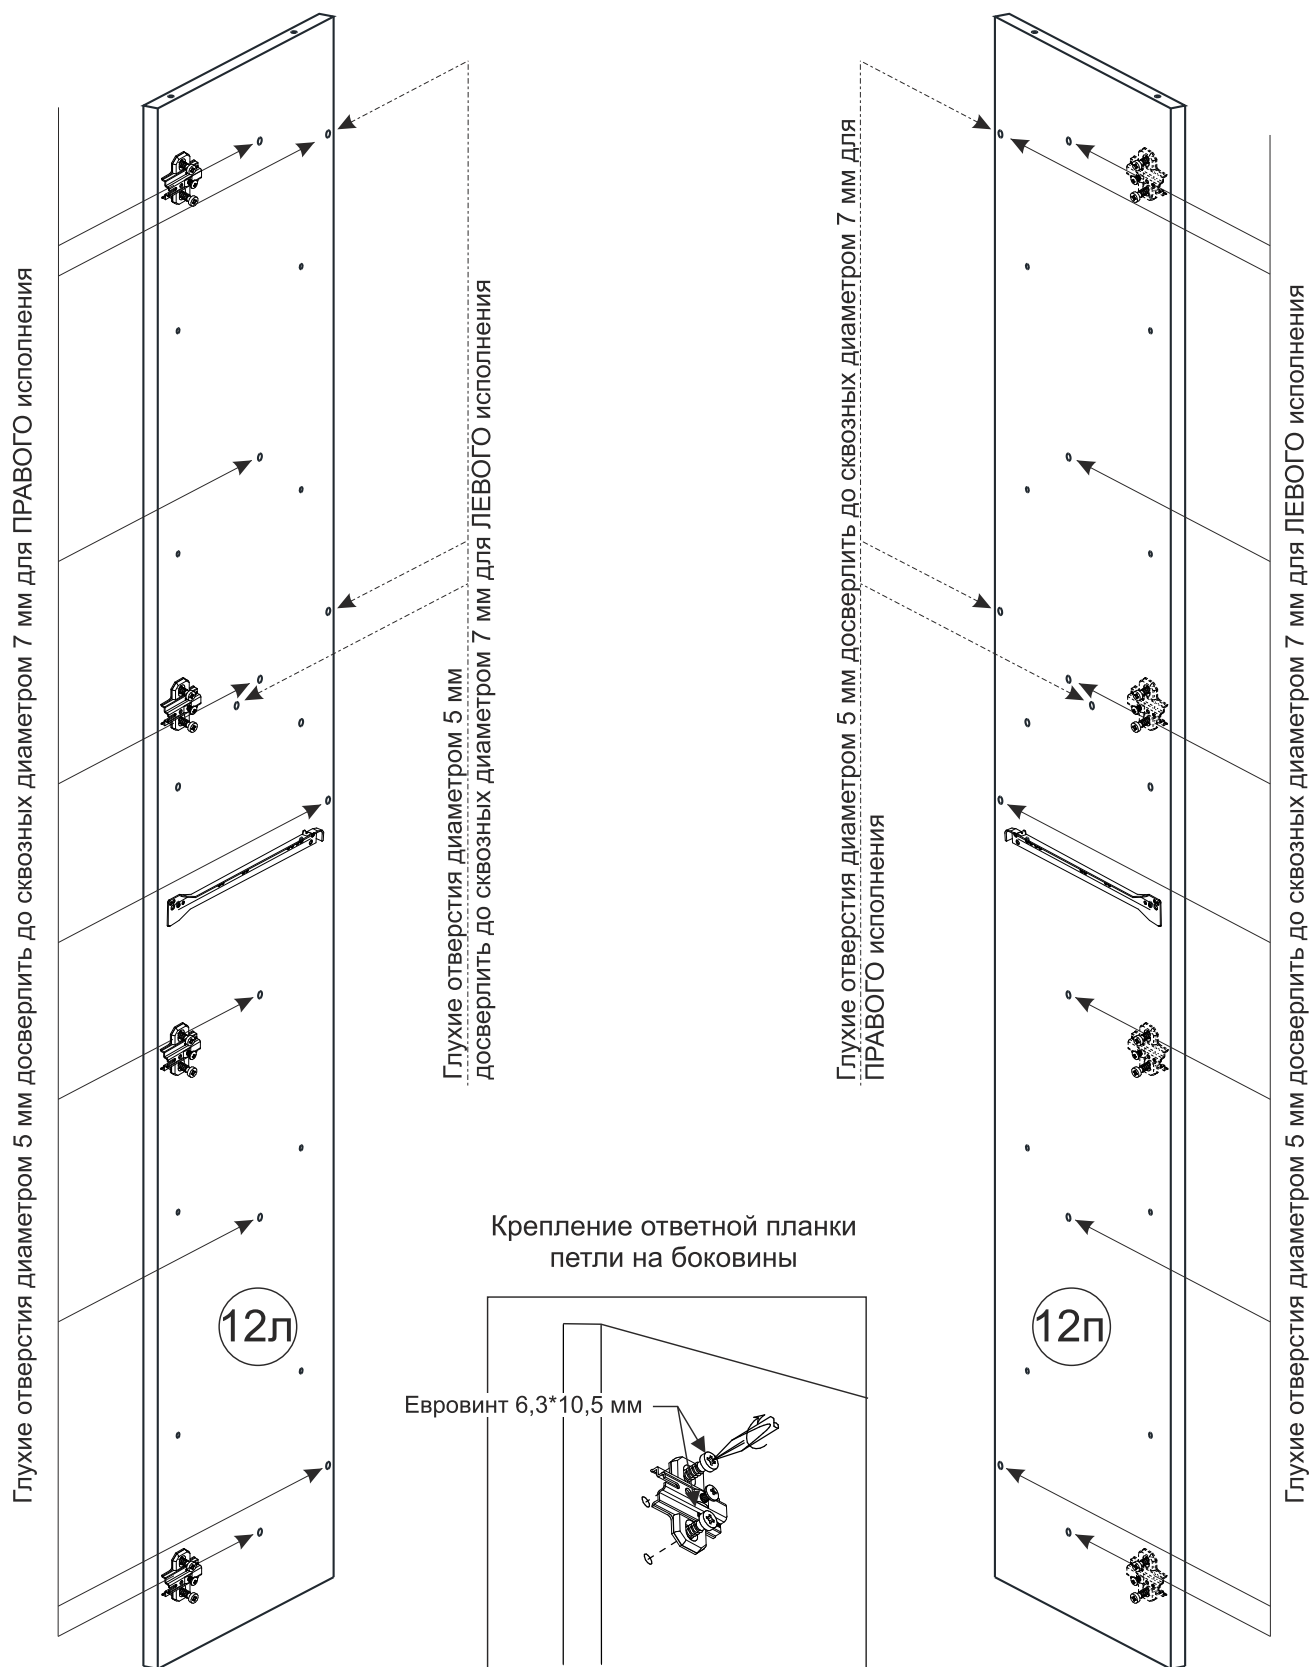 Глухие отверстия диаметром 5 мм досверлить до сквозных диаметром 7 мм для ПРАВОГО исполнения
Глухие отверстия диаметром 5 мм
досверлить до сквозных диаметром 7 мм для ЛЕВОГО исполнения
Глухие отверстия диаметром 5 мм досверлить до сквозных диаметром 7 мм для
ПРАВОГО исполнения
Глухие отверстия диаметром 5 мм досверлить до сквозных диаметром 7 мм для ЛЕВОГО исполнения
12л
12п
Крепление ответной планки
петли на боковины
Евровинт 6,3*10,5 мм